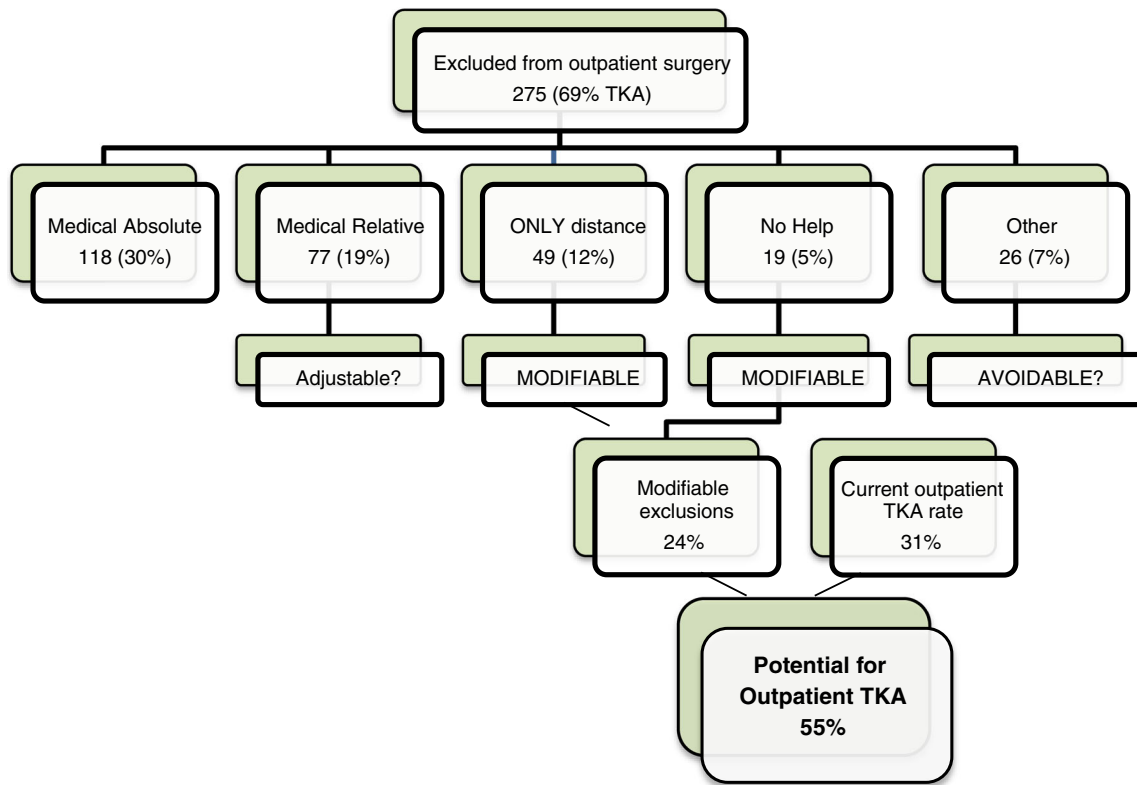 Excluded from outpatient surgery
275 (69% TKA)
Medical Absolute
118 (30%)
Medical Relative
77 (19%)
ONLY distance
49 (12%)
No Help
19 (5%)
Other
26 (7%)
Adjustable?
MODIFIABLE
MODIFIABLE
AVOIDABLE?
Modifiable
exclusions
24%
Current outpatient
TKA rate
31%
Potential for
Outpatient TKA
55%